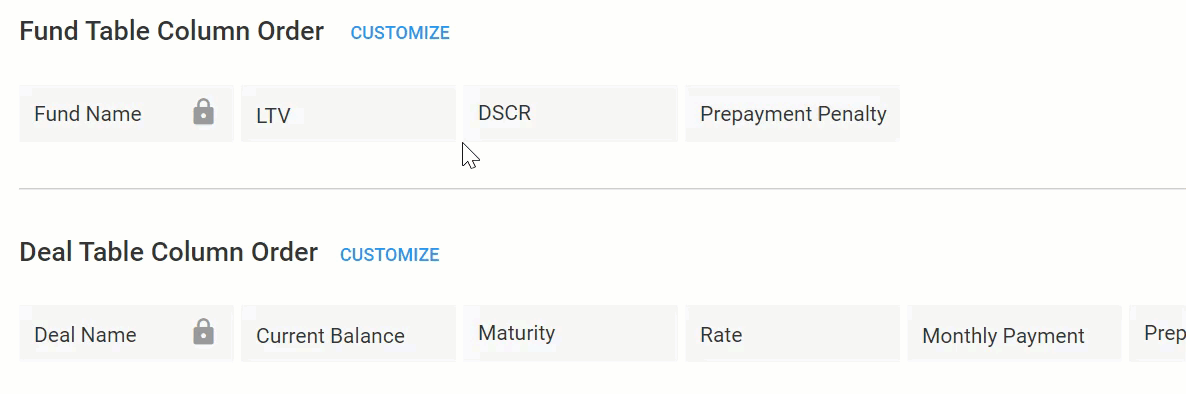 Fund Table Column Order CUSTOMIZE
Fund Name LTV DSCR Prepayment Penalty
Deal Table Column Order CUSTOMIZE
Deal Name Current Balance Maturity Rate Monthly Payment Prep